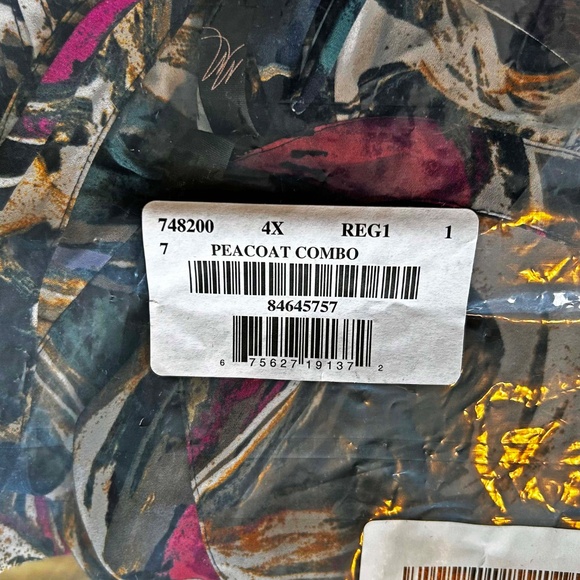 748200 4X REG1 1
7 PEACOAT COMBO
84645757
6 75627 19137 2